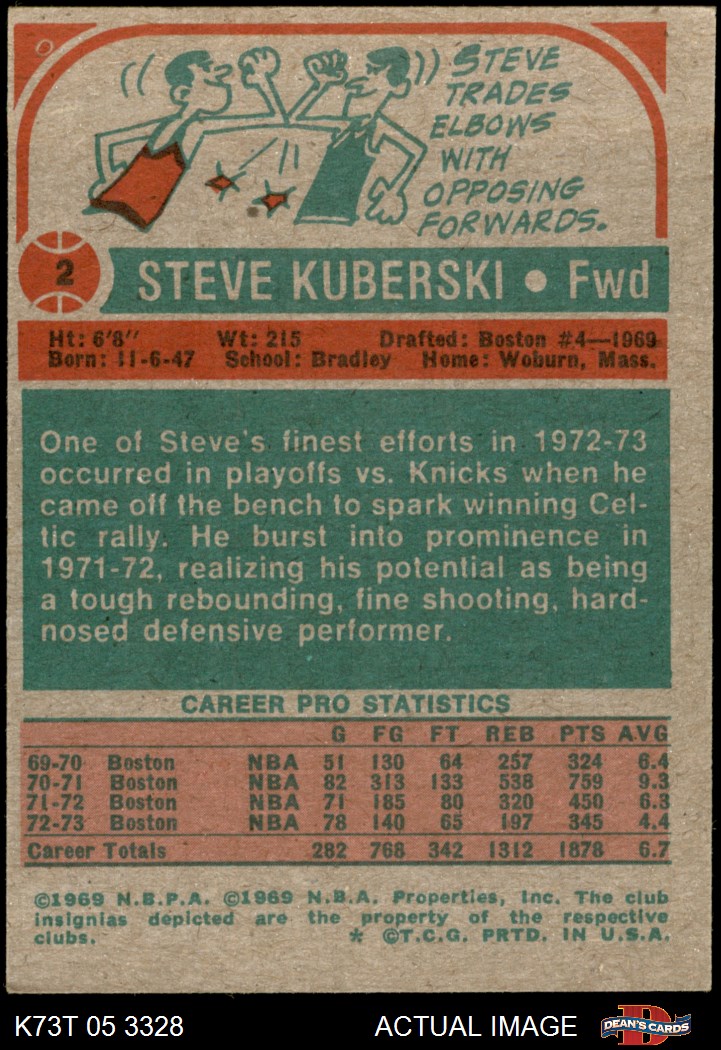 STEVE
TRADES
ELBOWS
WITH
OPPOSING
FORWARDS.
2
STEVE KUBERSKI • Fwd
Ht: 6'8" Wt: 215 Drafted: Boston #4—1969
Born: 11-6-47 School: Bradley Home: Woburn, Mass.
One of Steve's finest efforts in 1972-73
occurred in playoffs vs. Knicks when he
came off the bench to spark winning Cel-
tic rally. He burst into prominence in
1971-72, realizing his potential as being
a tough rebounding, fine shooting, hard-
nosed defensive performer.
CAREER PRO STATISTICS
G FG FT REB PTS AVG
69-70 Boston NBA 51 130 64 257 324 6.4
70-71 Boston NBA 82 313 133 538 759 9.3
71-72 Boston NBA 71 185 80 320 450 6.3
72-73 Boston NBA 78 140 65 197 345 4.4
Career Totals 282 768 342 1312 1878 6.7
©1969 N.B.P.A. ©1969 N.B.A. Properties, Inc. The club
insignias depicted are the property of the respective
clubs. * ©T.C.G. PRTD. IN U.S.A.
K73T 05 3328 ACTUAL IMAGE D DEAN'S CARDS